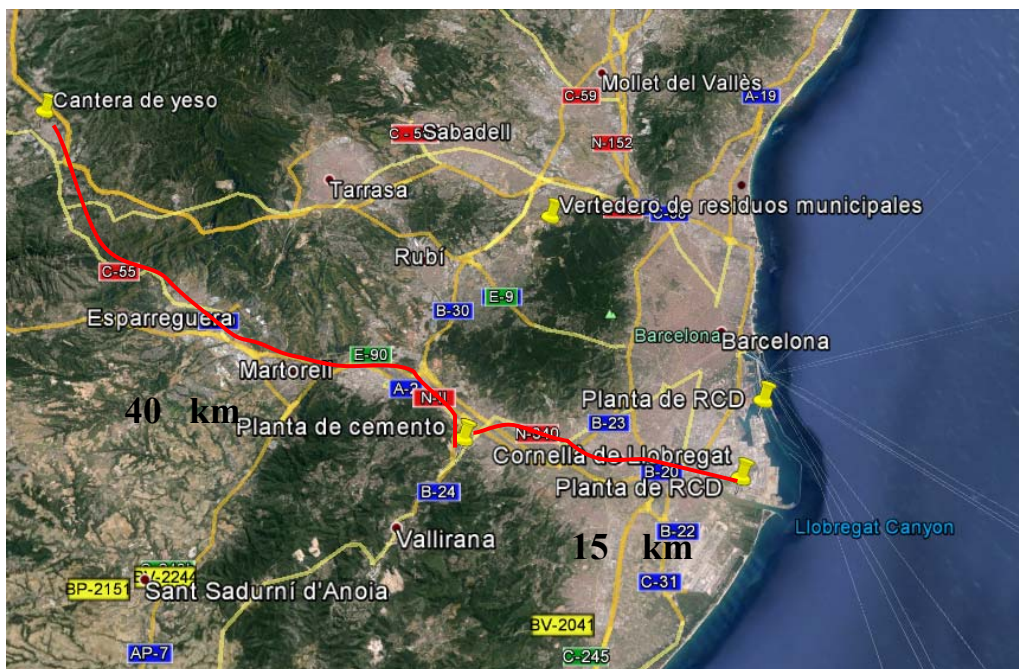 Mollet del Vallès
C-59
A-19
Cantera de yeso
Sabadell
N-152
Tarrasa
Vertedero de residuos municipales
Rubí
C-55
E-9
B-30
Esparreguera
Barcelona
Barcelona
E-90
Martorell
A-2
N-II
Planta de RCD
40 km
Planta de cemento
B-23
N-340
Cornellà de Llobregat
B-20
Planta de RCD
B-24
Llobregat Canyon
Vallirana
B-22
15 km
BV-2244
C-31
BP-2151
Sant Sadurní d'Anoia
BV-2041
AP-7
C-245